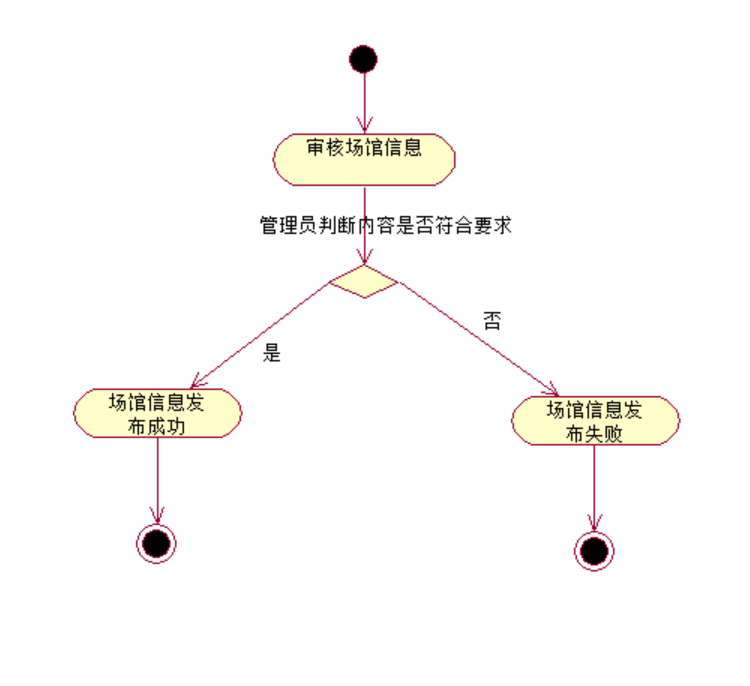 审核场馆信息
管理员判断内容是否符合要求
否
是
场馆信息发
布成功
场馆信息发
布失败